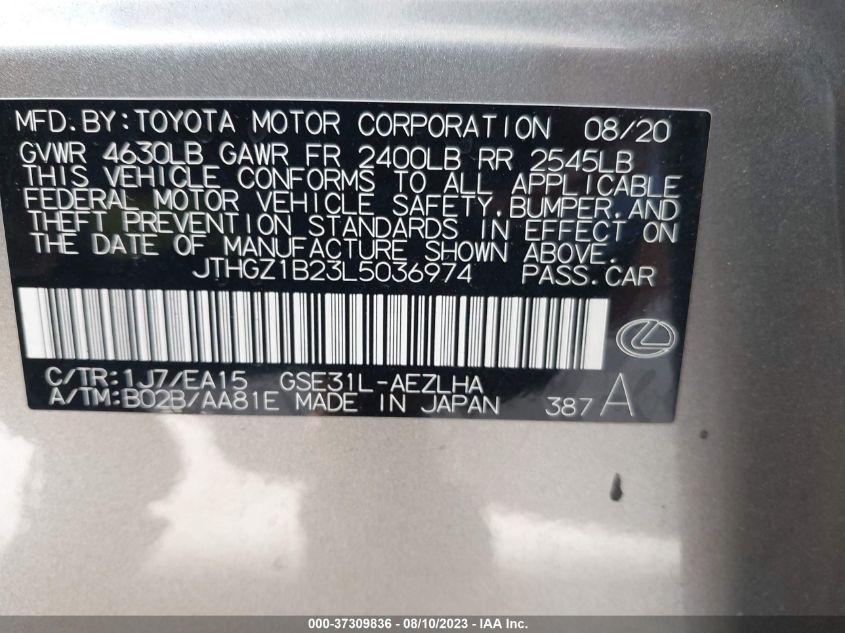 MFD.BY:TOYOTA MOTOR CORPORATION 08/20
GVWR 4630LB GAWR FR 2400LB RR 2545LB
THIS VEHICLE CONFORMS TO ALL APPLICABLE
FEDERAL MOTOR VEHICLE SAFETY,BUMPER,AND
THEFT PREVENTION STANDARDS IN EFFECT ON
THE DATE OF MANUFACTURE SHOWN ABOVE.
JTHGZ1B23L5036974 PASS.CAR
C/TR:1J7/EA15 GSE31L-AEZLHA
A/TM:B02B/AA81E MADE IN JAPAN 387 A
000-37309836 - 08/10/2023 - IAA Inc.